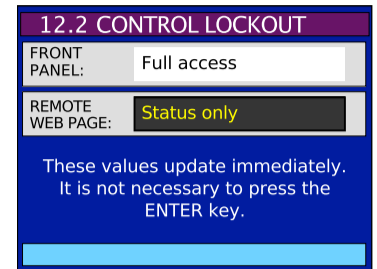 12.2 CONTROL LOCKOUT
FRONT
PANEL:
Full access
REMOTE
WEB PAGE:
Status only
These values update immediately.
It is not necessary to press the
ENTER key.